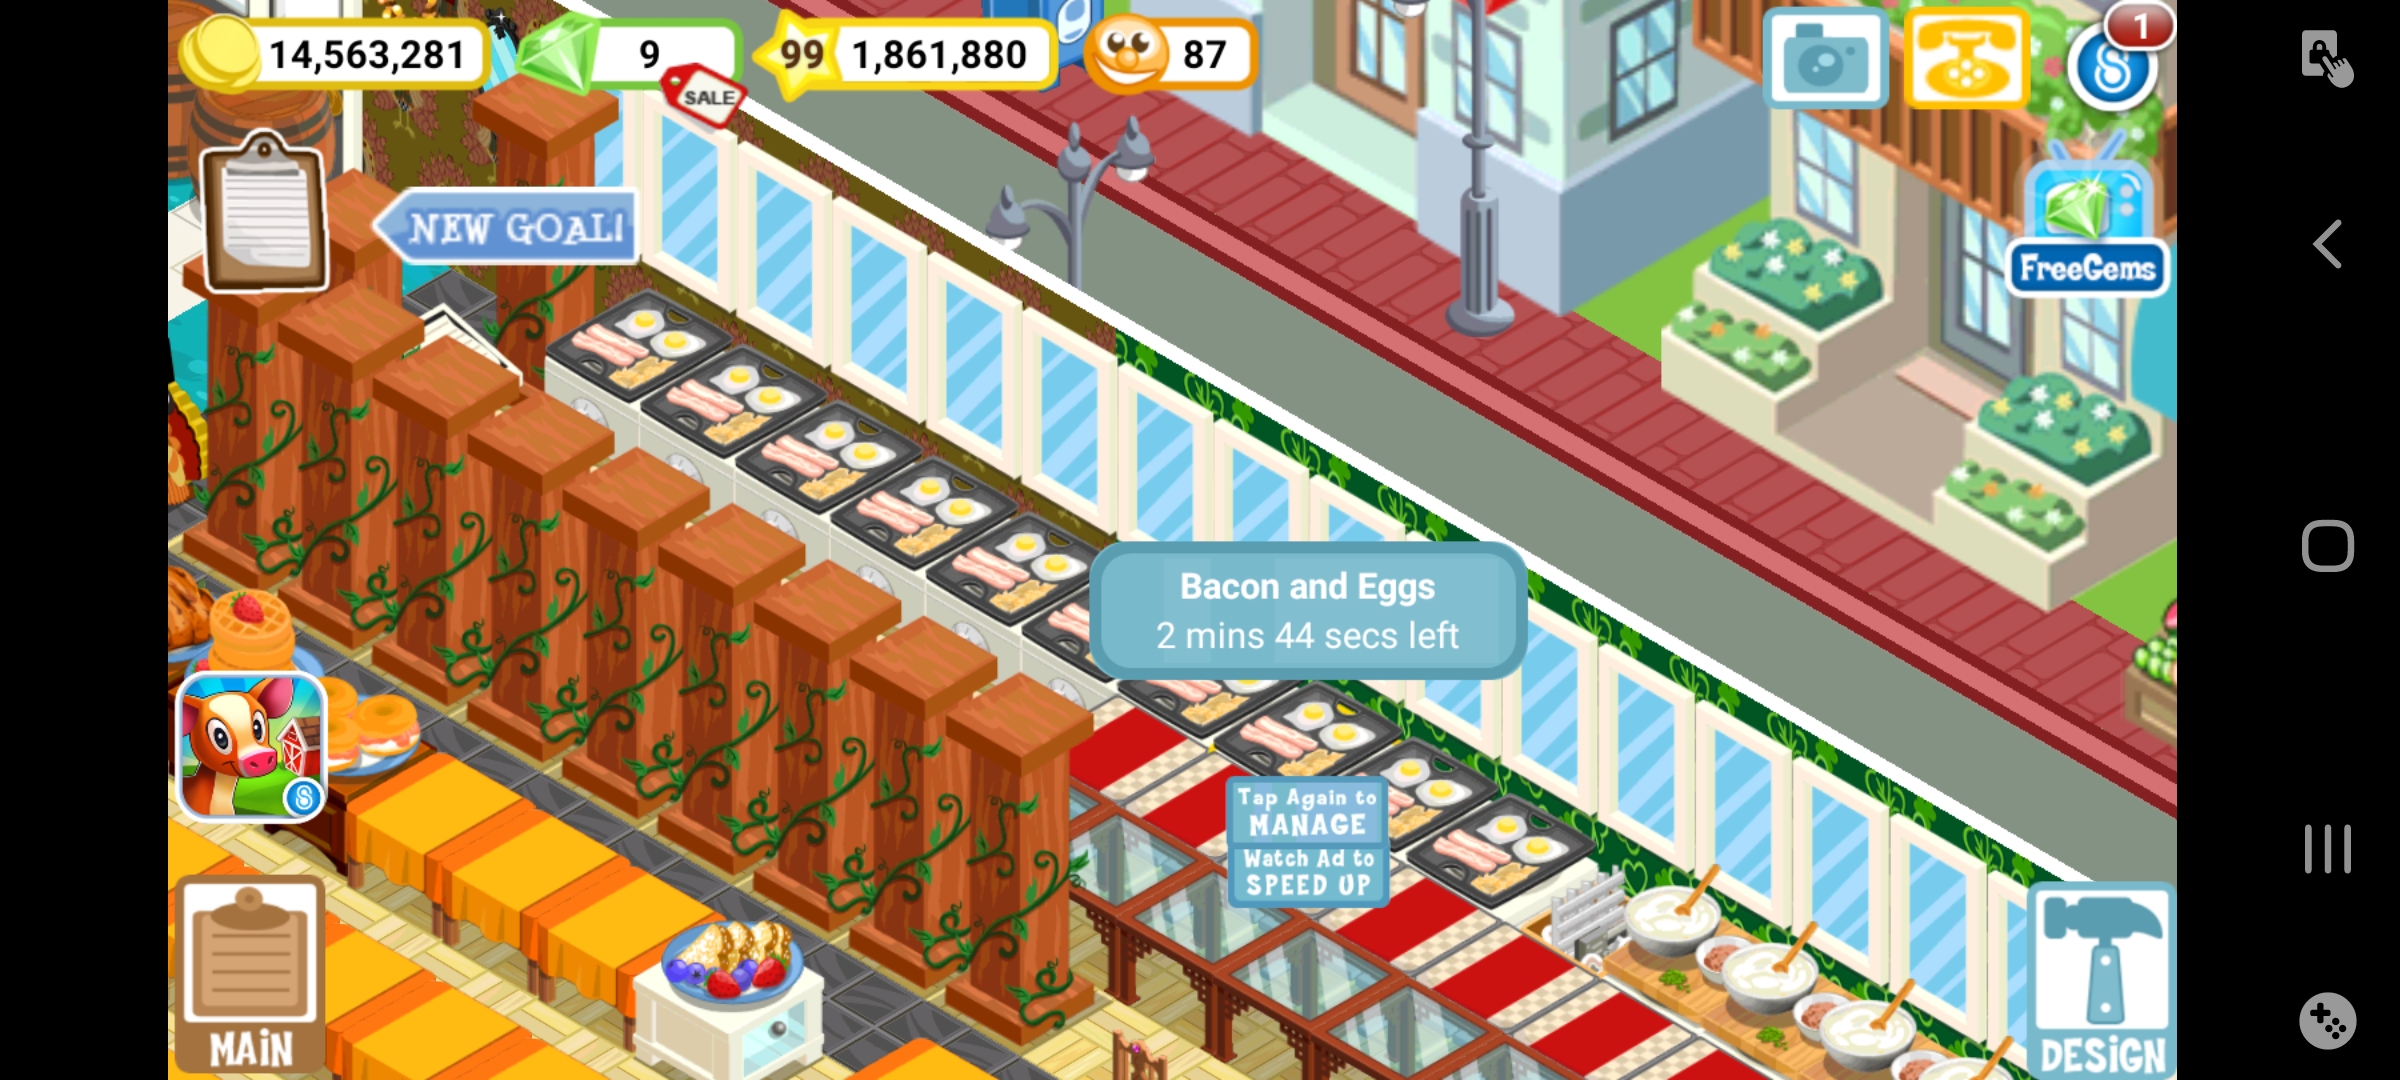 14,563,281
9
SALE
99
1,861,880
87
1
NEW GOAL!
FreeGems
Bacon and Eggs
2 mins 44 secs left
Tap Again to
MANAGE
Watch Ad to
SPEED UP
MAIN
DESIGN